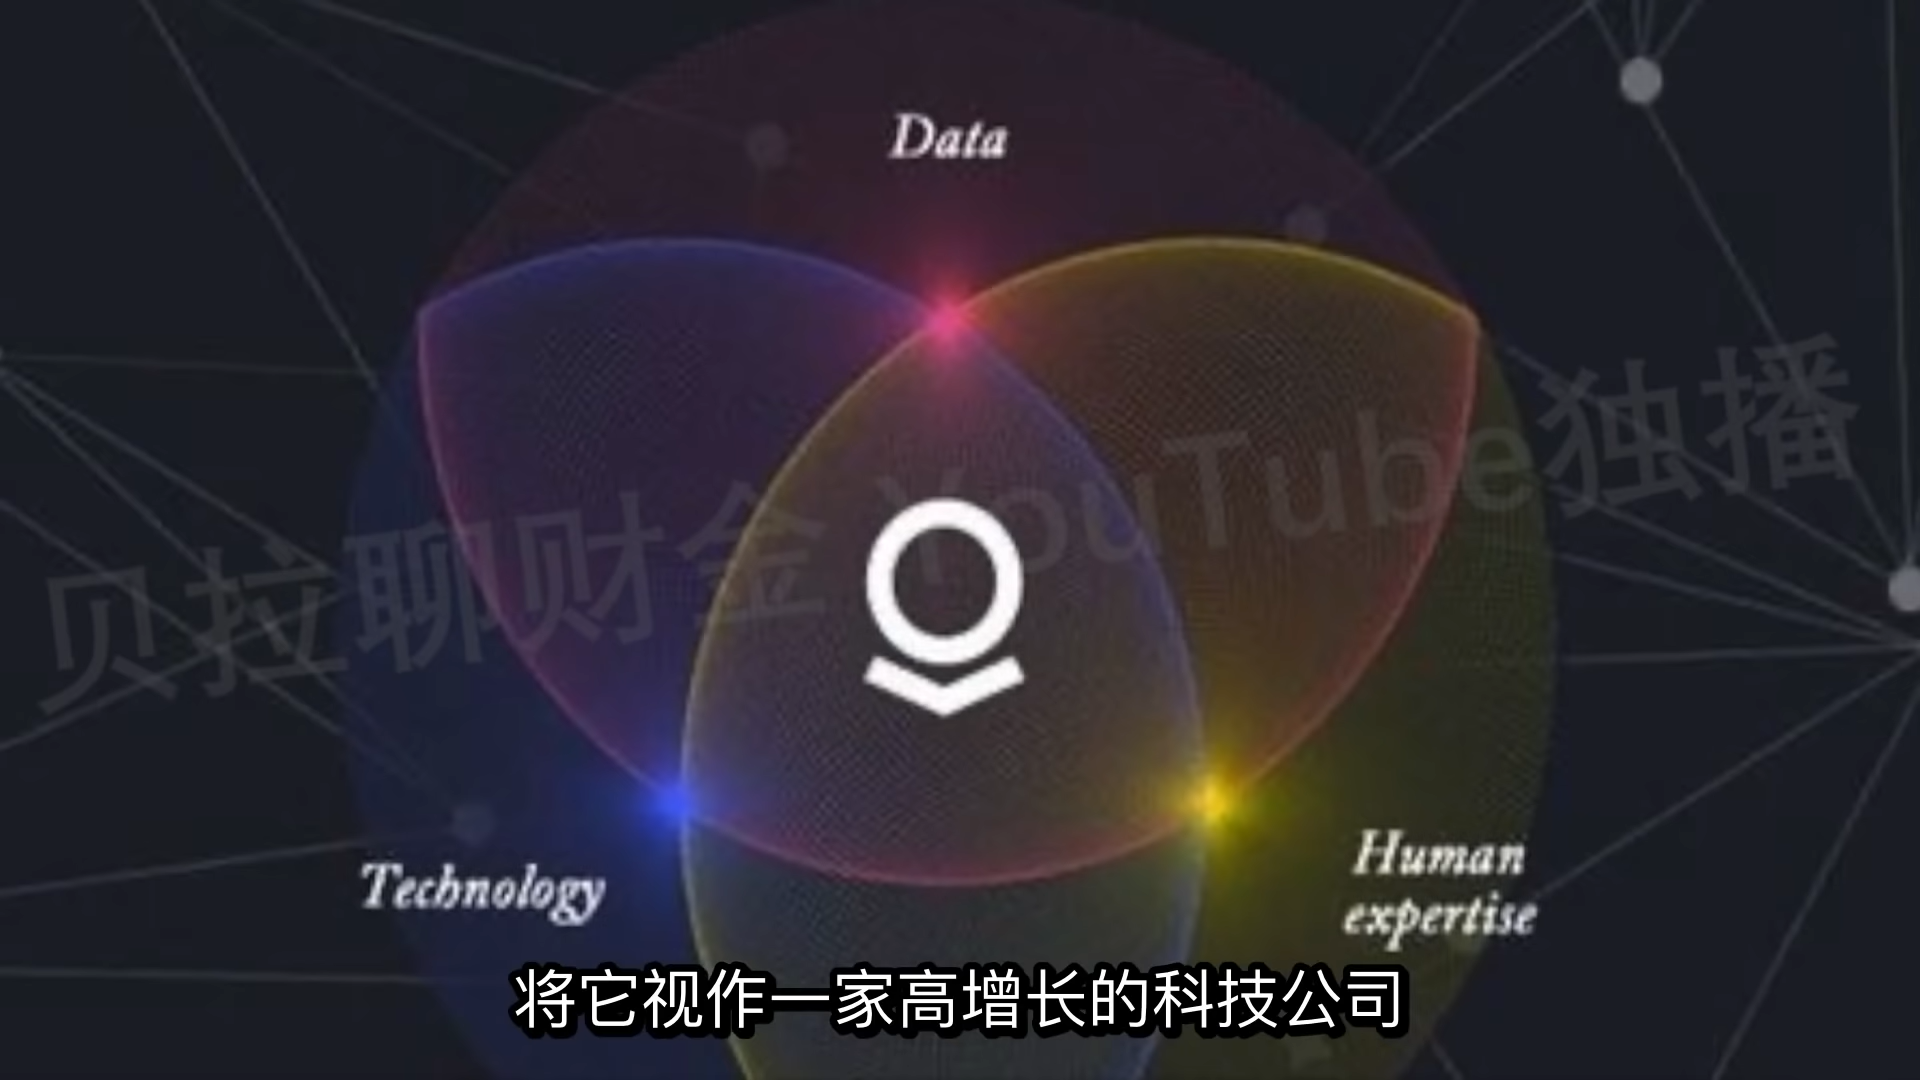 Data
贝拉聊财金 YouTube独播
Technology
Human
expertise
将它视作一家高增长的科技公司